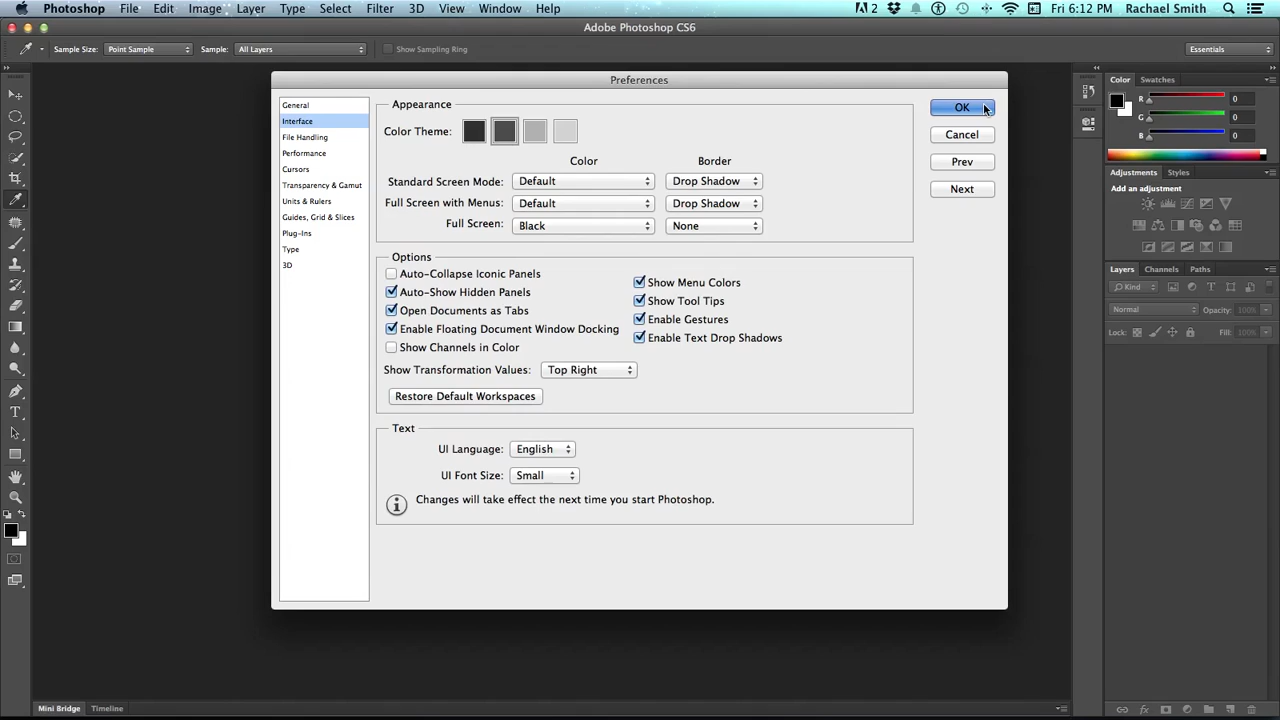 Photoshop File Edit Image Layer Type Select Filter 3D View Window Help 2 Fri 6:12 PM Rachael Smith
Adobe Photoshop CS6
Sample Size: Point Sample Sample: All Layers Show Sampling Ring Essentials
Preferences
General
Interface
File Handling
Performance
Cursors
Transparency & Gamut
Units & Rulers
Guides, Grid & Slices
Plug-Ins
Type
3D
Appearance
Color Theme:
Color Border
Standard Screen Mode: Default Drop Shadow
Full Screen with Menus: Default Drop Shadow
Full Screen: Black None
Options
Auto-Collapse Iconic Panels
Auto-Show Hidden Panels
Open Documents as Tabs
Enable Floating Document Window Docking
Show Channels in Color
Show Menu Colors
Show Tool Tips
Enable Gestures
Enable Text Drop Shadows
Show Transformation Values: Top Right
Restore Default Workspaces
Text
UI Language: English
UI Font Size: Small
Changes will take effect the next time you start Photoshop.
OK
Cancel
Prev
Next
Color Swatches
R 0
G 0
B 0
Adjustments Styles
Add an adjustment
Layers Channels Paths
Kind
Normal Opacity: 100%
Lock: Fill: 100%
Mini Bridge Timeline